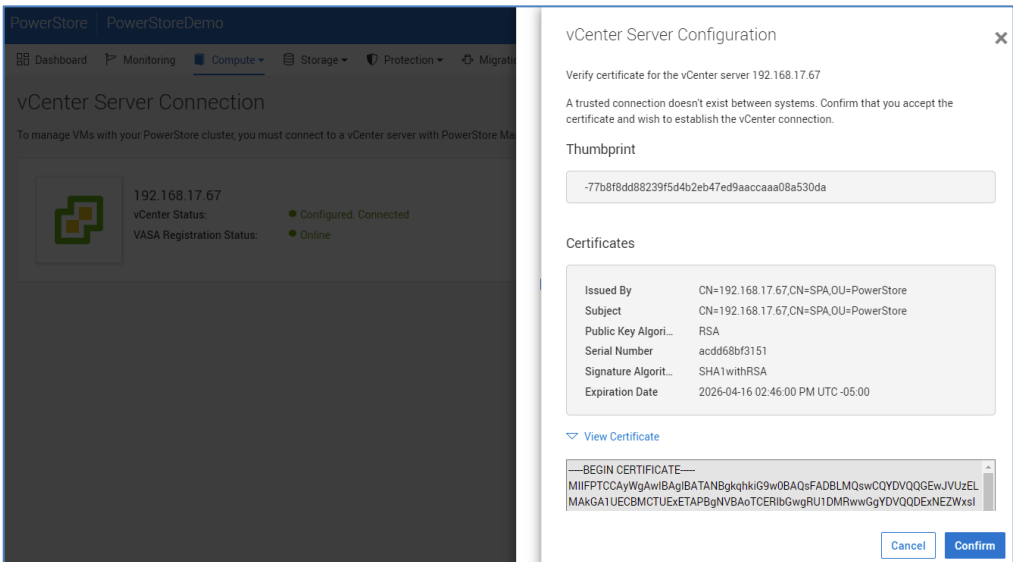 PowerStore | PowerStoreDemo
Dashboard Monitoring Compute Storage Protection Migratio
vCenter Server Connection
To manage VMs with your PowerStore cluster, you must connect to a vCenter server with PowerStore Ma
192.168.17.67
vCenter Status: Configured. Connected
VASA Registration Status: Online
vCenter Server Configuration
Verify certificate for the vCenter server 192.168.17.67
A trusted connection doesn't exist between systems. Confirm that you accept the
certificate and wish to establish the vCenter connection.
Thumbprint
-77b8f8dd88239f5d4b2eb47ed9aaccaaa08a530da
Certificates
Issued By CN=192.168.17.67,CN=SPA,OU=PowerStore
Subject CN=192.168.17.67,CN=SPA,OU=PowerStore
Public Key Algori... RSA
Serial Number acdd68bf3151
Signature Algorit... SHA1withRSA
Expiration Date 2026-04-16 02:46:00 PM UTC -05:00
View Certificate
-----BEGIN CERTIFICATE-----
MIIFPTCCAyWgAwIBAgIBATANBgkqhkiG9w0BAQsFADBLMQswCQYDVQQGEwJVUzEL
MAkGA1UECBMCTUExETAPBgNVBAoTCERlbGwgRU1DMRwwGgYDVQQDExNEZWxsI
Cancel Confirm